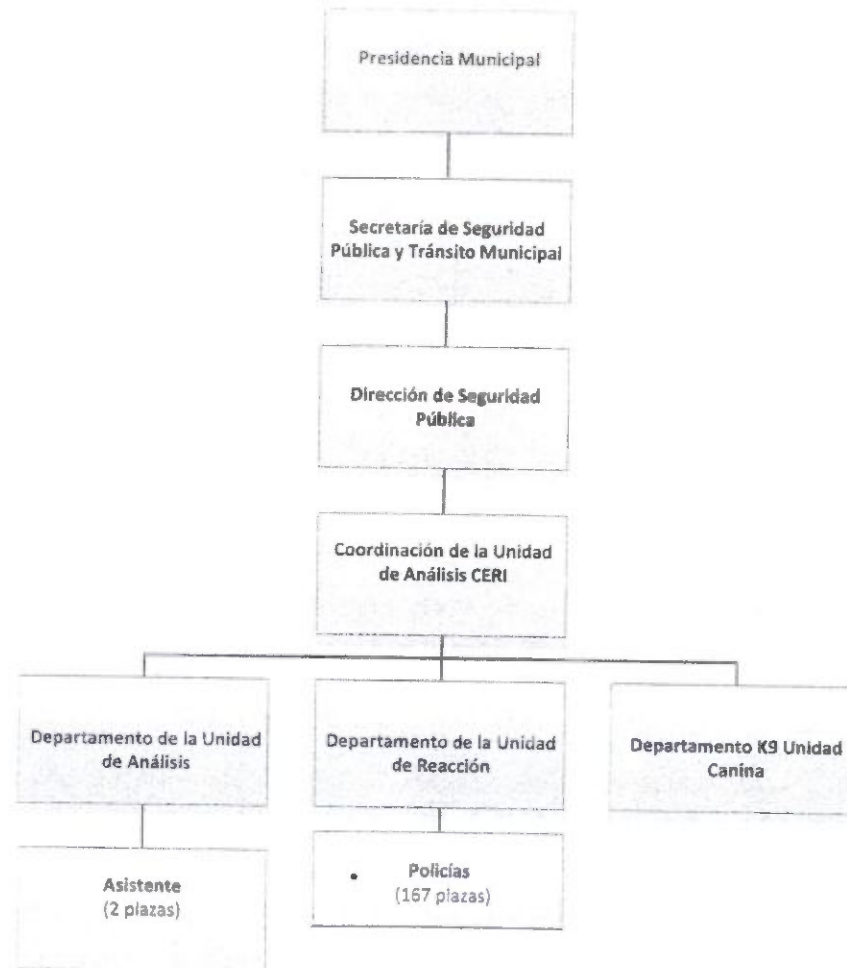 Presidencia Municipal
Secretaría de Seguridad
Pública y Tránsito Municipal
Dirección de Seguridad
Pública
Coordinación de la Unidad
de Análisis CERI
Departamento de la Unidad
de Análisis
Departamento de la Unidad
de Reacción
Departamento K9 Unidad
Canina
Asistente
(2 plazas)
• Policías
(167 plazas)